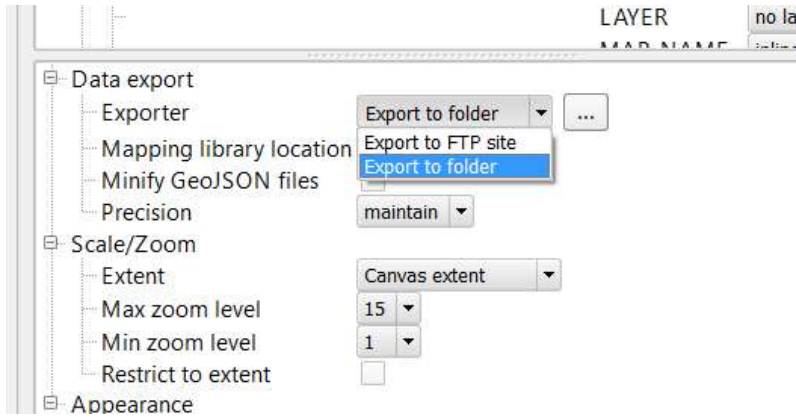 LAYER no la
MAP NAME
Data export
Exporter Export to folder ...
Export to FTP site
Mapping library location
Export to folder
Minify GeoJSON files
Precision maintain
Scale/Zoom
Extent Canvas extent
Max zoom level 15
Min zoom level 1
Restrict to extent
Appearance